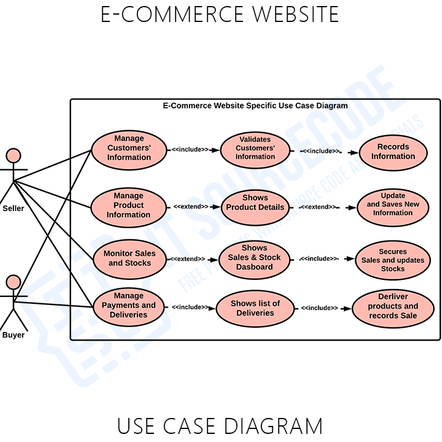 E-COMMERCE WEBSITE
E-Commerce Website Specific Use Case Diagram
Manage
Customers'
Information
<<include>>
Validates
Customers'
Information
<<include>>
Records
Information
Seller
Manage
Product
Information
<<extend>>
Shows
Product Details
<<extend>>
Update
and Saves New
Information
Monitor Sales
and Stocks
<<extend>>
Shows
Sales & Stock
Dasboard
<<include>>
Secures
Sales and updates
Stocks
Buyer
Manage
Payments and
Deliveries
<<include>>
Shows list of
Deliveries
<<include>>
Derliver
products and
records Sale
USE CASE DIAGRAM